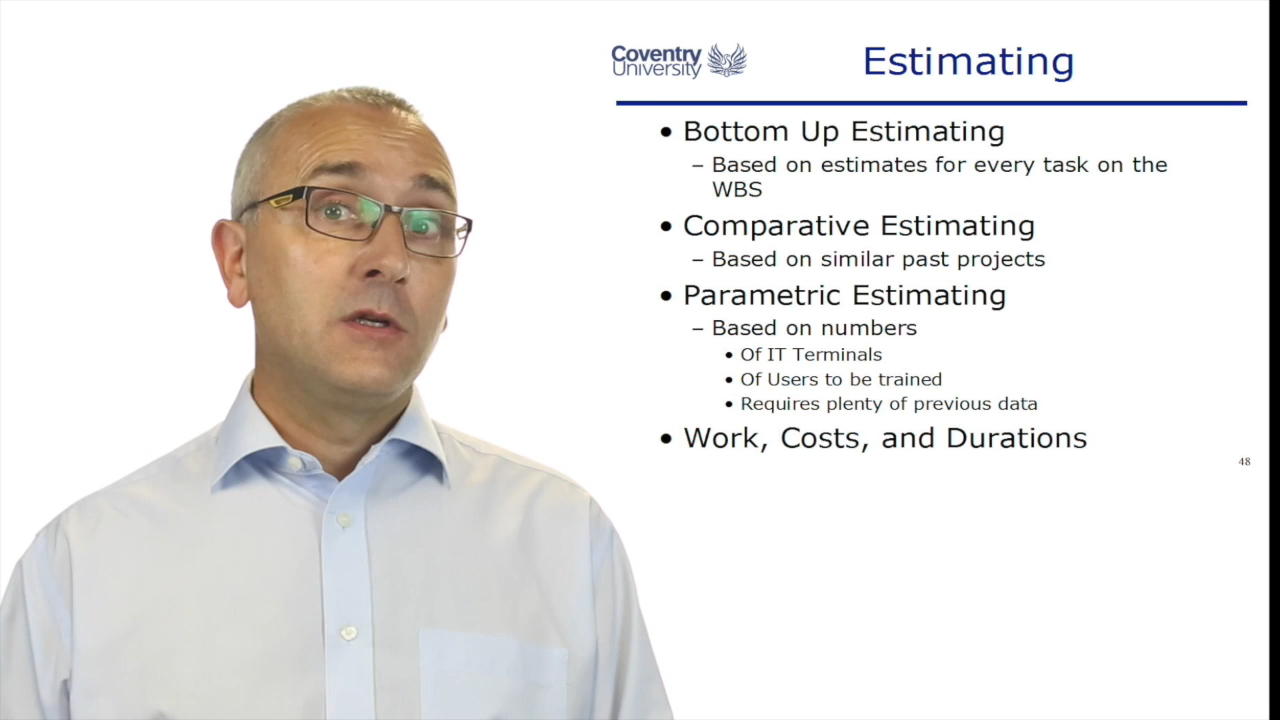 Coventry
University
Estimating
• Bottom Up Estimating
– Based on estimates for every task on the
WBS
• Comparative Estimating
– Based on similar past projects
• Parametric Estimating
– Based on numbers
• Of IT Terminals
• Of Users to be trained
• Requires plenty of previous data
• Work, Costs, and Durations
48